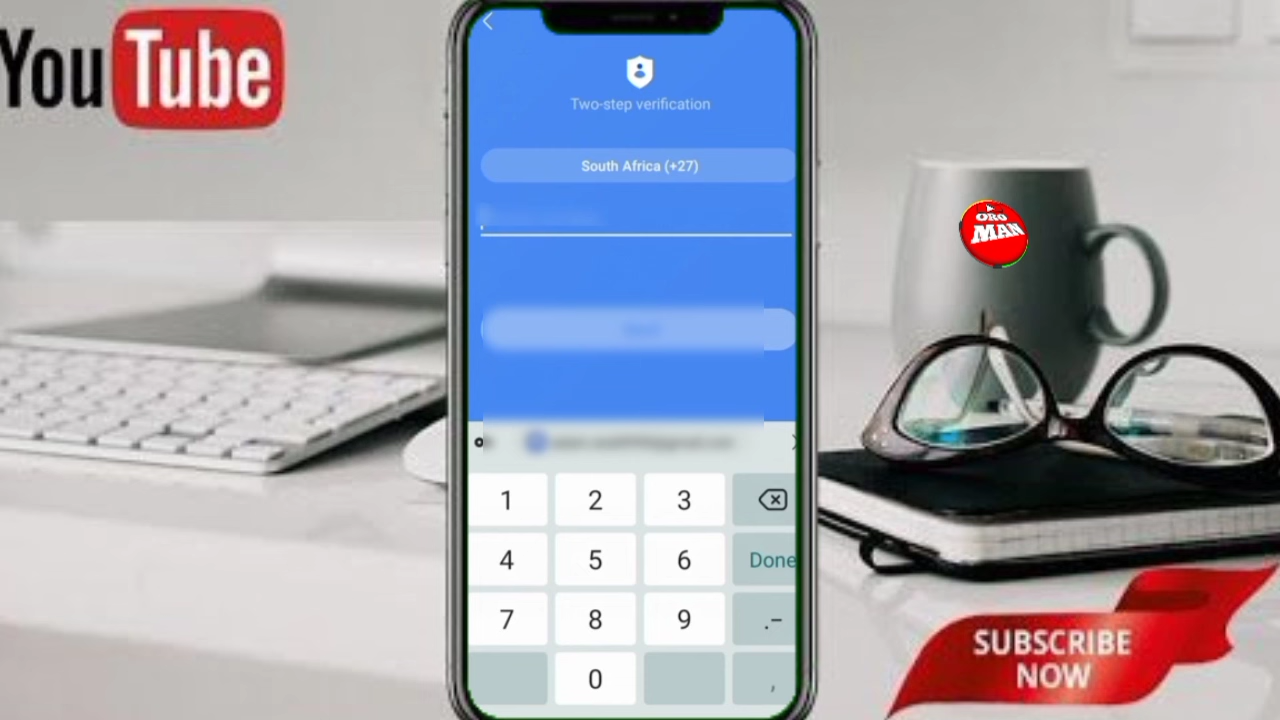 YouTube
Two-step verification
South Africa (+27)
ORO
MAN
1 2 3
4 5 6 Done
7 8 9 .-
0 ,
SUBSCRIBE
NOW